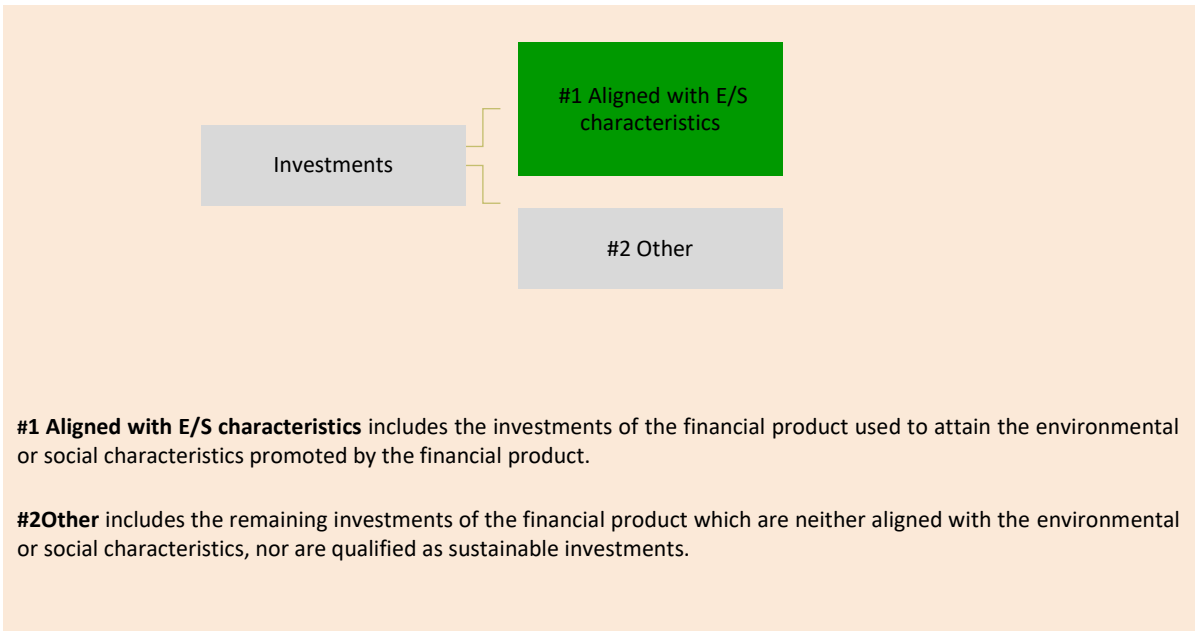 #1 Aligned with E/S
characteristics
Investments
#2 Other
#1 Aligned with E/S characteristics includes the investments of the financial product used to attain the environmental
or social characteristics promoted by the financial product.
#2Other includes the remaining investments of the financial product which are neither aligned with the environmental
or social characteristics, nor are qualified as sustainable investments.